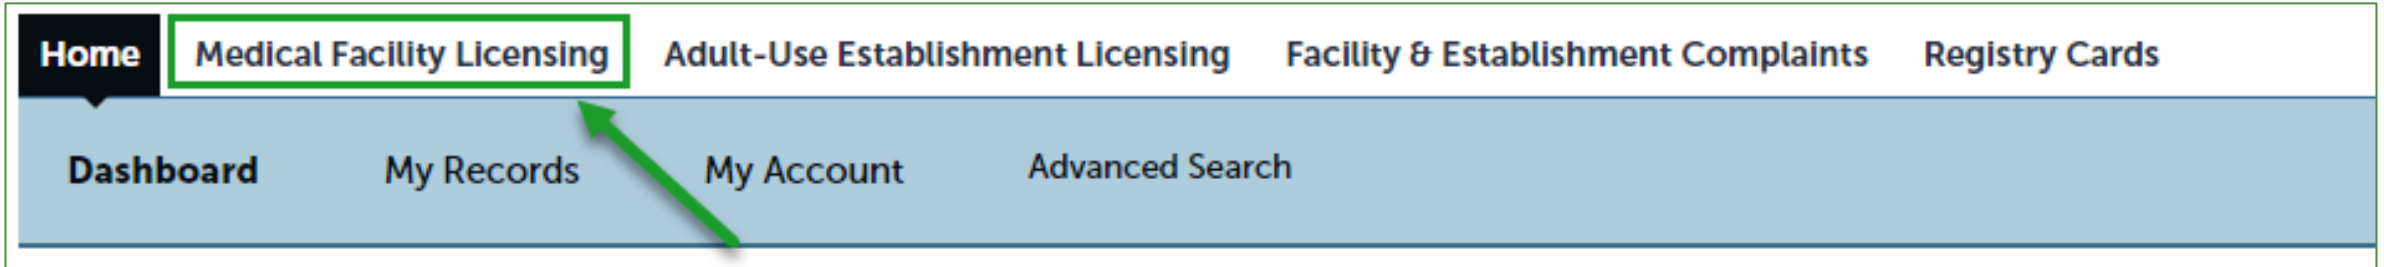 Home Medical Facility Licensing Adult-Use Establishment Licensing Facility & Establishment Complaints Registry Cards
Dashboard My Records My Account Advanced Search